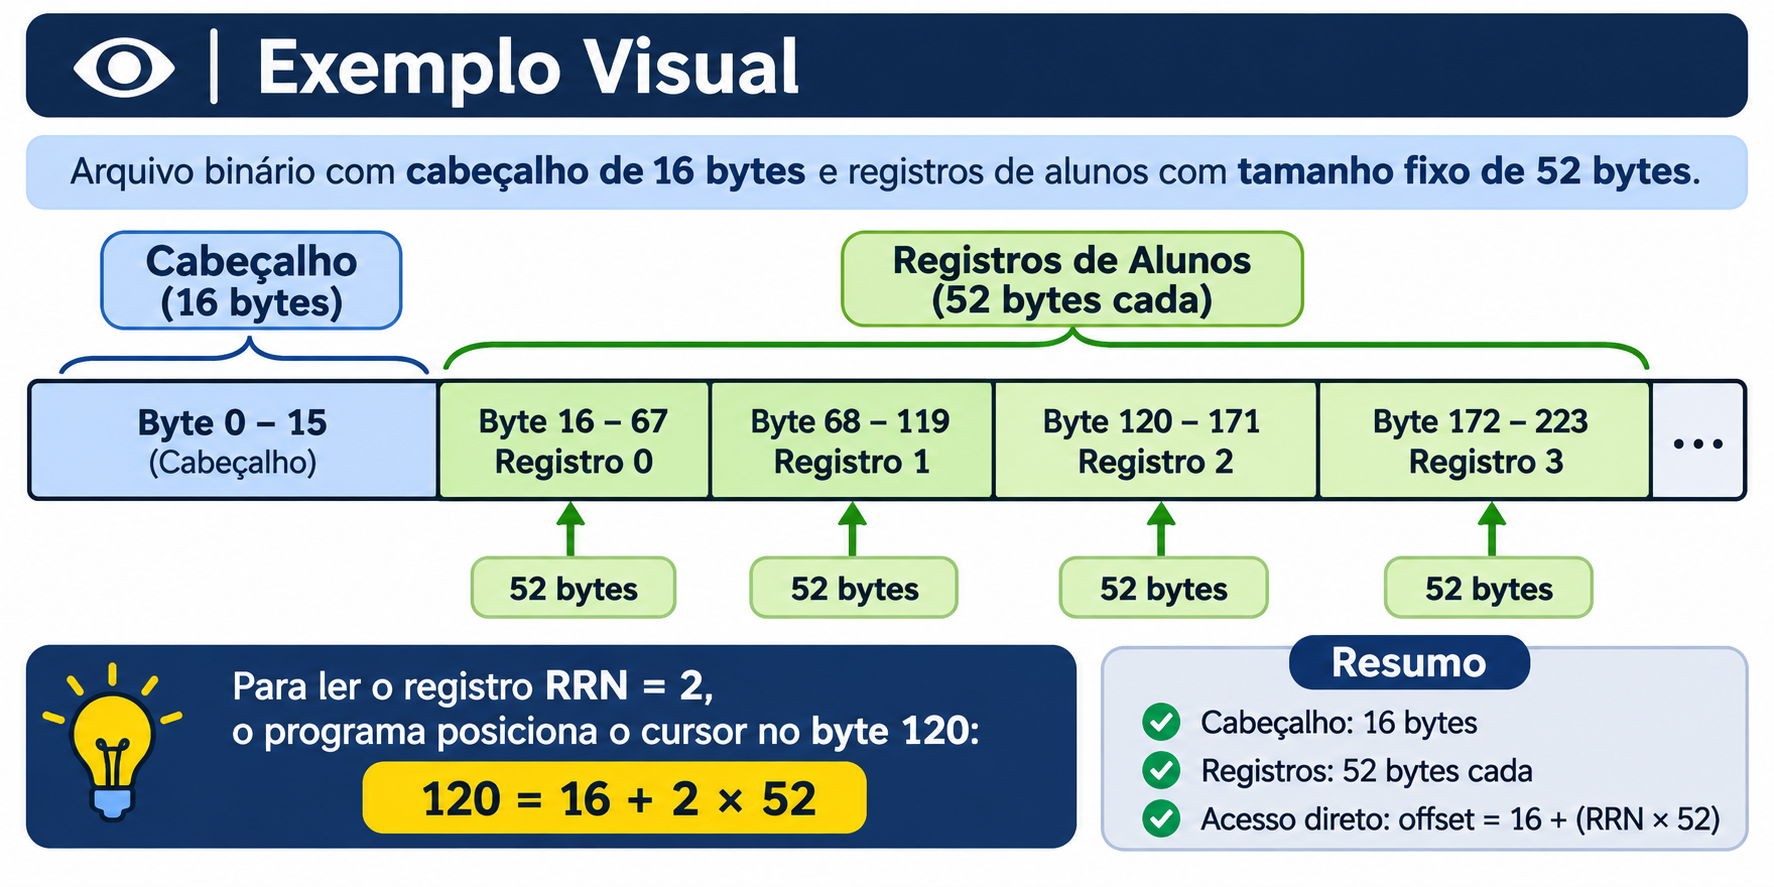 Exemplo Visual
Arquivo binário com cabeçalho de 16 bytes e registros de alunos com tamanho fixo de 52 bytes.
Cabeçalho
(16 bytes)
Registros de Alunos
(52 bytes cada)
Byte 0 – 15
(Cabeçalho)
Byte 16 – 67
Registro 0
Byte 68 – 119
Registro 1
Byte 120 – 171
Registro 2
Byte 172 – 223
Registro 3
...
52 bytes
52 bytes
52 bytes
52 bytes
Para ler o registro RRN = 2,
o programa posiciona o cursor no byte 120:
120 = 16 + 2 × 52
Resumo
Cabeçalho: 16 bytes
Registros: 52 bytes cada
Acesso direto: offset = 16 + (RRN × 52)